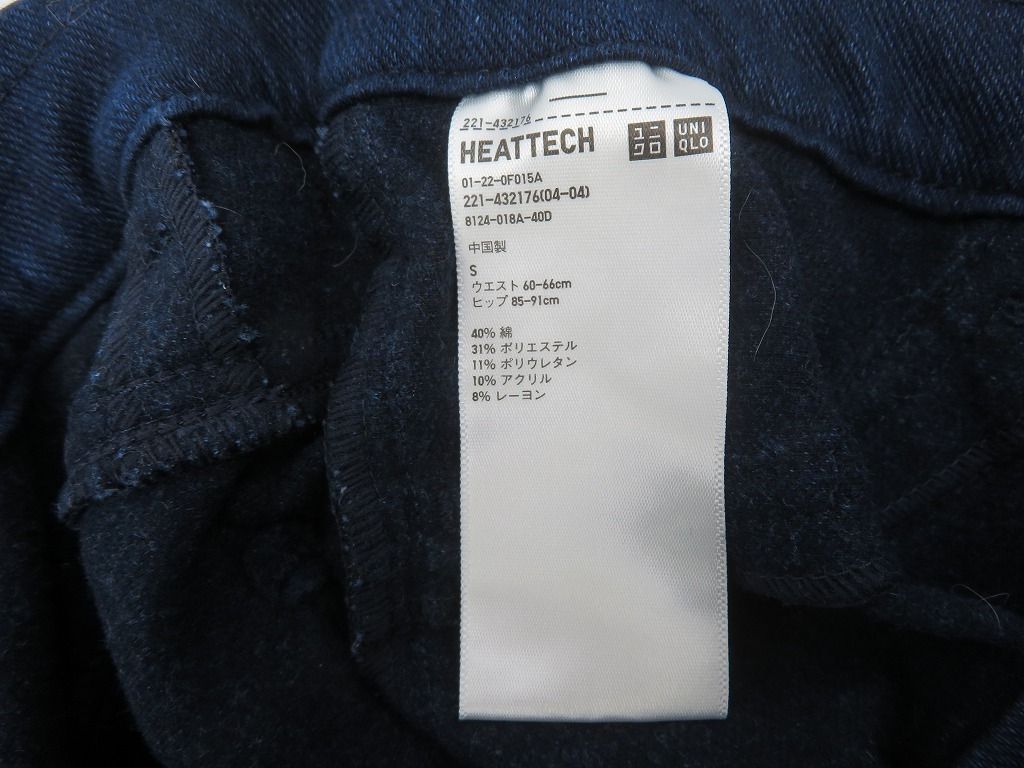 221-432176
HEATTECH
ユニ
クロ
UNI
QLO
01-22-0F015A
221-432176(04-04)
8124-018A-40D
中国製
S
ウエスト 60-66cm
ヒップ 85-91cm
40% 綿
31% ポリエステル
11% ポリウレタン
10% アクリル
8% レーヨン